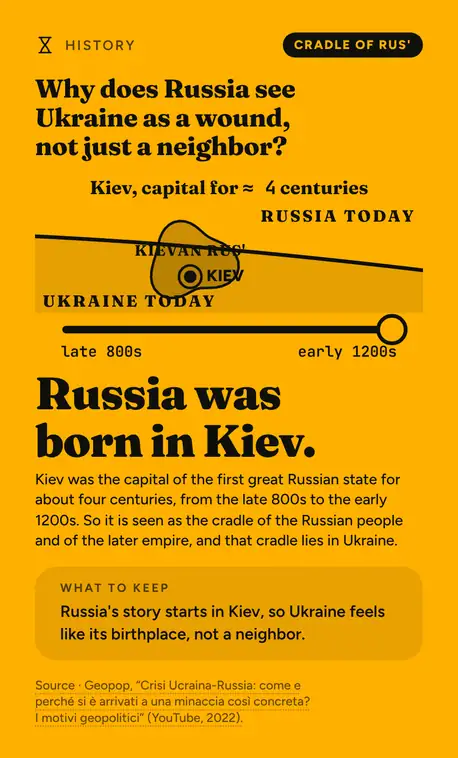 HISTORY
CRADLE OF RUS'
Why does Russia see
Ukraine as a wound,
not just a neighbor?
Kiev, capital for ≈ 4 centuries
RUSSIA TODAY
KIEVAN RUS'
KIEV
UKRAINE TODAY
late 800s
early 1200s
Russia was
born in Kiev.
Kiev was the capital of the first great Russian state for
about four centuries, from the late 800s to the early
1200s. So it is seen as the cradle of the Russian people
and of the later empire, and that cradle lies in Ukraine.
WHAT TO KEEP
Russia's story starts in Kiev, so Ukraine feels
like its birthplace, not a neighbor.
Source · Geopop, “Crisi Ucraina-Russia: come e
perché si è arrivati a una minaccia così concreta?
I motivi geopolitici” (YouTube, 2022).